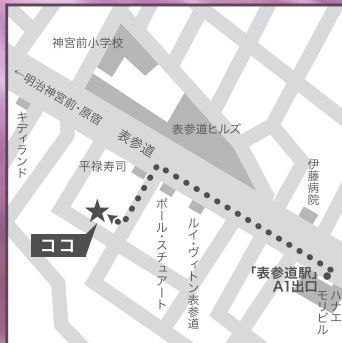 神宮前小学校
←明治神宮前・原宿
キディランド
表参道
表参道ヒルズ
平禄寿司
伊藤病院
ココ
ポール・スチュアート
ルイ・ヴィトン表参道
「表参道駅」
A1出口
ハナエ
モリビル